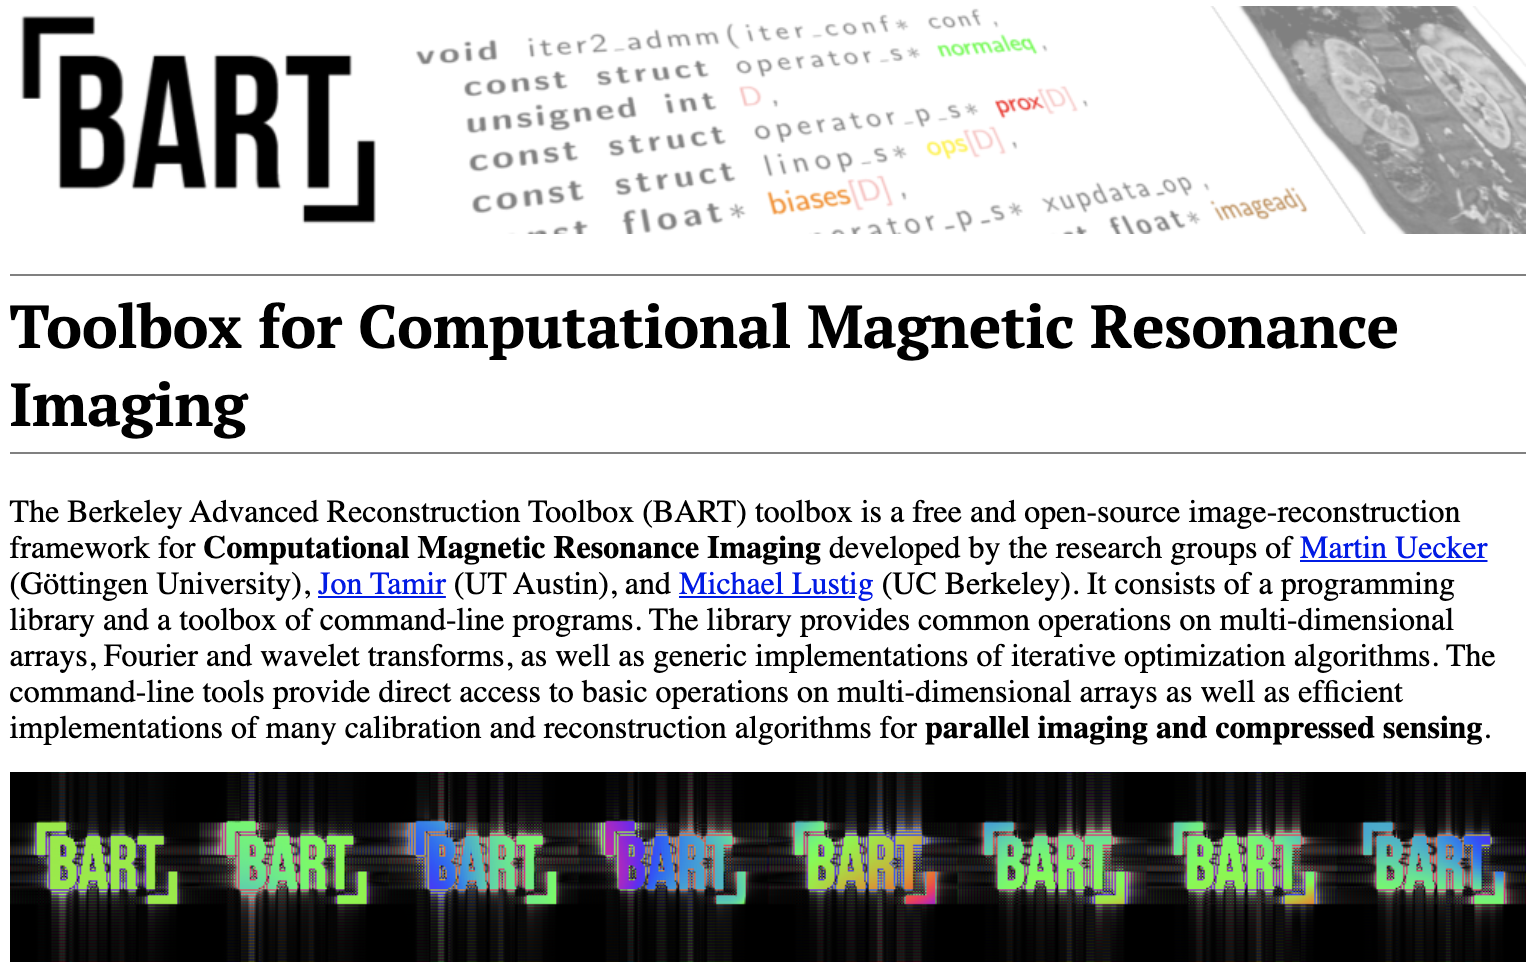 BART
void iter2_admm(iter_conf* conf,
const struct operator_s* normaleq,
unsigned int D,
const struct operator_p_s* prox[D],
const struct linop_s* ops[D],
const float* biases[D],
operator_p_s* xupdata_op,
float* imageadj
Toolbox for Computational Magnetic Resonance
Imaging
The Berkeley Advanced Reconstruction Toolbox (BART) toolbox is a free and open-source image-reconstruction
framework for Computational Magnetic Resonance Imaging developed by the research groups of Martin Uecker
(Göttingen University), Jon Tamir (UT Austin), and Michael Lustig (UC Berkeley). It consists of a programming
library and a toolbox of command-line programs. The library provides common operations on multi-dimensional
arrays, Fourier and wavelet transforms, as well as generic implementations of iterative optimization algorithms. The
command-line tools provide direct access to basic operations on multi-dimensional arrays as well as efficient
implementations of many calibration and reconstruction algorithms for parallel imaging and compressed sensing.
BART BART BART BART BART BART BART BART